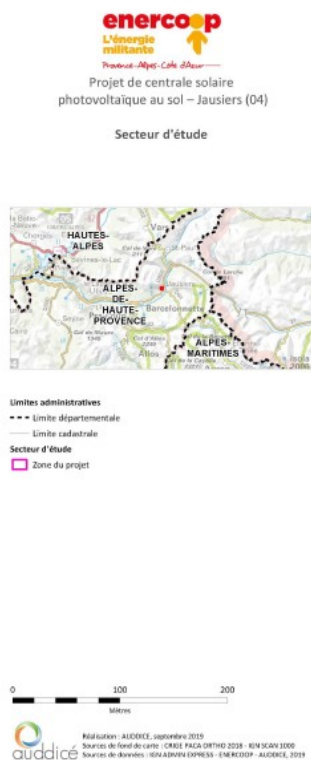 enercoop
L'énergie
militante
Provence-Alpes-Côte d'Azur
Projet de centrale solaire
photovoltaïque au sol – Jausiers (04)
Secteur d'étude
HAUTES-
ALPES
ALPES-
DE-
HAUTE-
PROVENCE
Barcelonnette
Allos
ALPES-
MARITIMES
Isola
2000
Limites administratives
Limite départementale
Limite cadastrale
Secteur d'étude
Zone du projet
0 100 200
Mètres
auddicé
Réalisation : AUDDICE, septembre 2019
Sources de fond de carte : CRIGE PACA ORTHO 2018 - IGN SCAN 1000
Sources de données : IGN ADMIN EXPRESS - ENERCOOP - AUDDICE, 2019